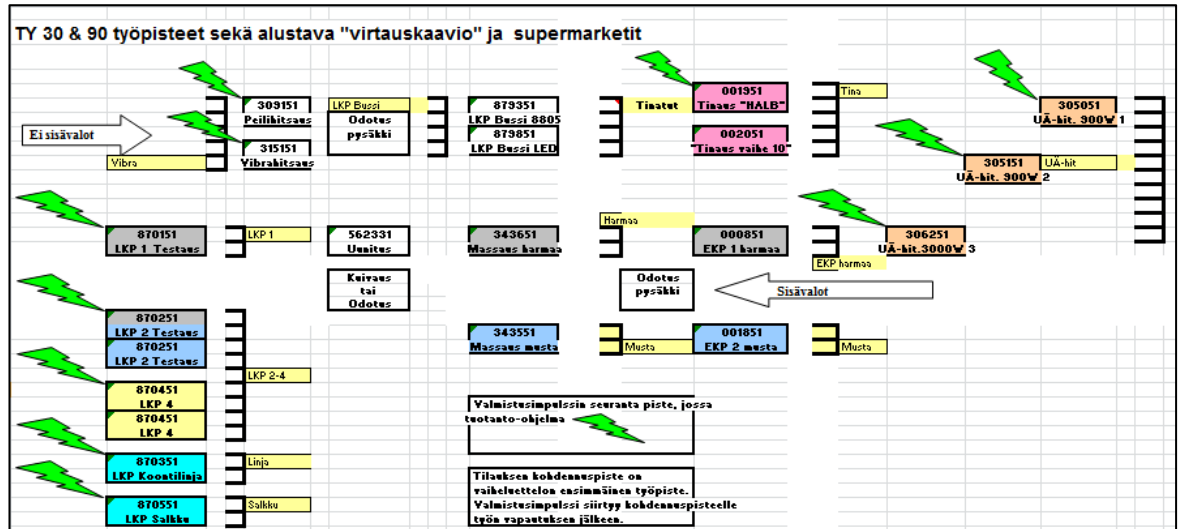 TY 30 & 90 työpisteet sekä alustava "virtauskaavio" ja supermarketit
309151
Peilihitsaus
LKP Bussi
Odotus
pysäkki
879351
LKP Bussi 8805
879851
LKP Bussi LED
Tinatut
001951
Tinaus "HALB"
002051
"Tinaus vaihe 10"
Tina
305051
UÄ-hit. 900W 1
305151
UÄ-hit. 900W 2
UÄ-hit
Ei sisävalot
Vibra
315151
Vibrahitsaus
870151
LKP 1 Testaus
LKP 1
562331
Uunitus
343651
Massaus harmaa
Harmaa
000851
EKP 1 harmaa
EKP harmaa
306251
UÄ-hit.3000W 3
Kuivaus
tai
Odotus
Odotus
pysäkki
Sisävalot
870251
LKP 2 Testaus
870251
LKP 2 Testaus
343551
Massaus musta
Musta
001851
EKP 2 musta
Musta
LKP 2-4
870451
LKP 4
870451
LKP 4
Valmistusimpulssin seuranta piste, jossa
tuotanto-ohjelma
870351
LKP Koontilinja
Linja
Tilauksen kohdennuspiste on
vaiheluettelon ensimmäinen työpiste.
Valmistusimpulssi siirtyy kohdennuspisteelle
työn vapautuksen jälkeen.
870551
LKP Salkku
Salkku